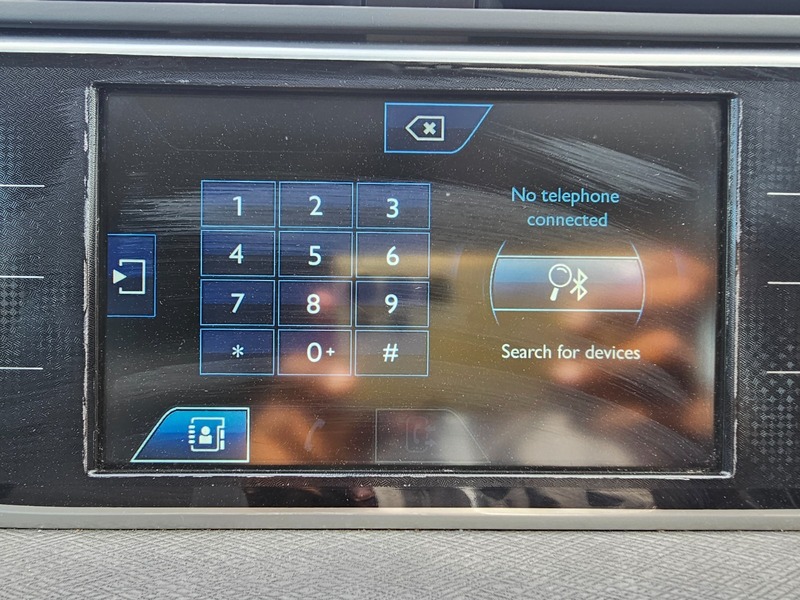 1 2 3
No telephone
connected
4 5 6
7 8 9
* 0+ #
Search for devices